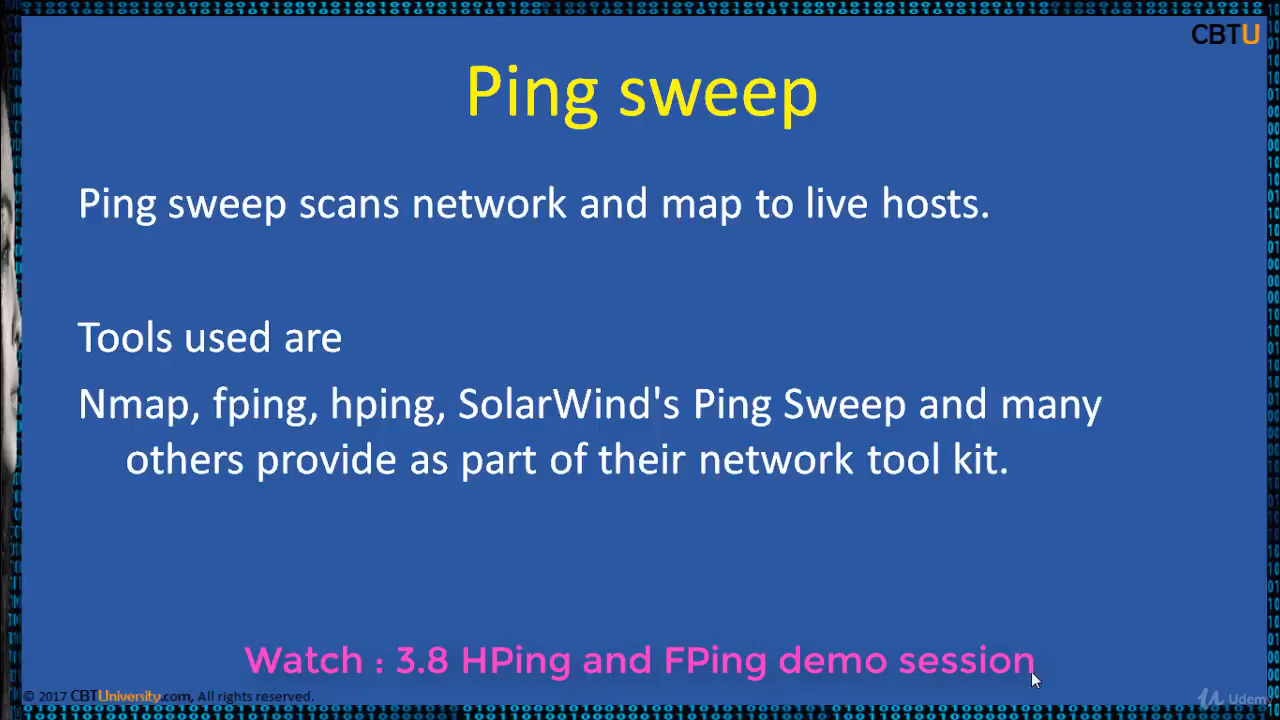 CBTU
Ping sweep
Ping sweep scans network and map to live hosts.
Tools used are
Nmap, fping, hping, SolarWind's Ping Sweep and many
others provide as part of their network tool kit.
Watch : 3.8 HPing and FPing demo session
© 2017 CBTUniversity.com, All rights reserved.
Udemy